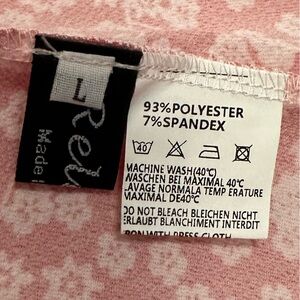 L
Made
93%POLYESTER
7%SPANDEX
40
MACHINE WASH(40℃)
WASCHEN BEI MAXIMAL 40℃
LAVAGE NORMALA TEMP ERATURE
MAXIMAL DE40℃
DO NOT BLEACH BLEICHEN NICHT
ERLAUBT BLANCHIMENT INTERDIT
IRON WITH PRESS CLOTH